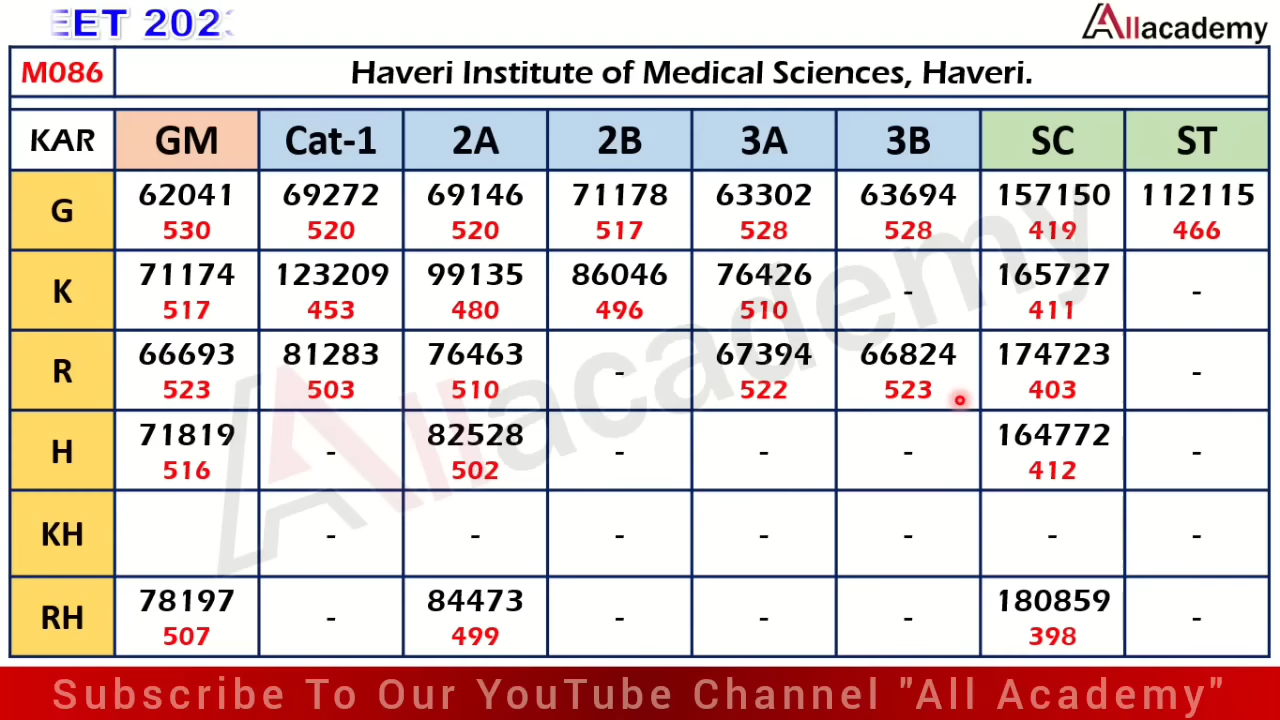 EET 2023
Allacademy
M086 Haveri Institute of Medical Sciences, Haveri.
KAR GM Cat-1 2A 2B 3A 3B SC ST
G 62041 69272 69146 71178 63302 63694 157150 112115
530 520 520 517 528 528 419 466
K 71174 123209 99135 86046 76426 - 165727 -
517 453 480 496 510 411
R 66693 81283 76463 - 67394 66824 174723 -
523 503 510 522 523 403
H 71819 - 82528 - - - 164772 -
516 502 412
KH - - - - - - -
RH 78197 - 84473 - - - 180859 -
507 499 398
Allacademy
Subscribe To Our YouTube Channel "All Academy"